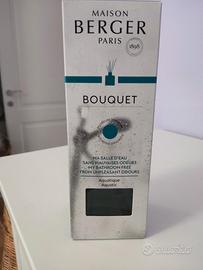 MAISON
BERGER
PARIS
1898
BOUQUET
MA SALLE D'EAU
SANS MAUVAISES ODEURS
MY BATHROOM FREE
FROM UNPLEASANT ODOURS
Aquatique
Aquatic
subito